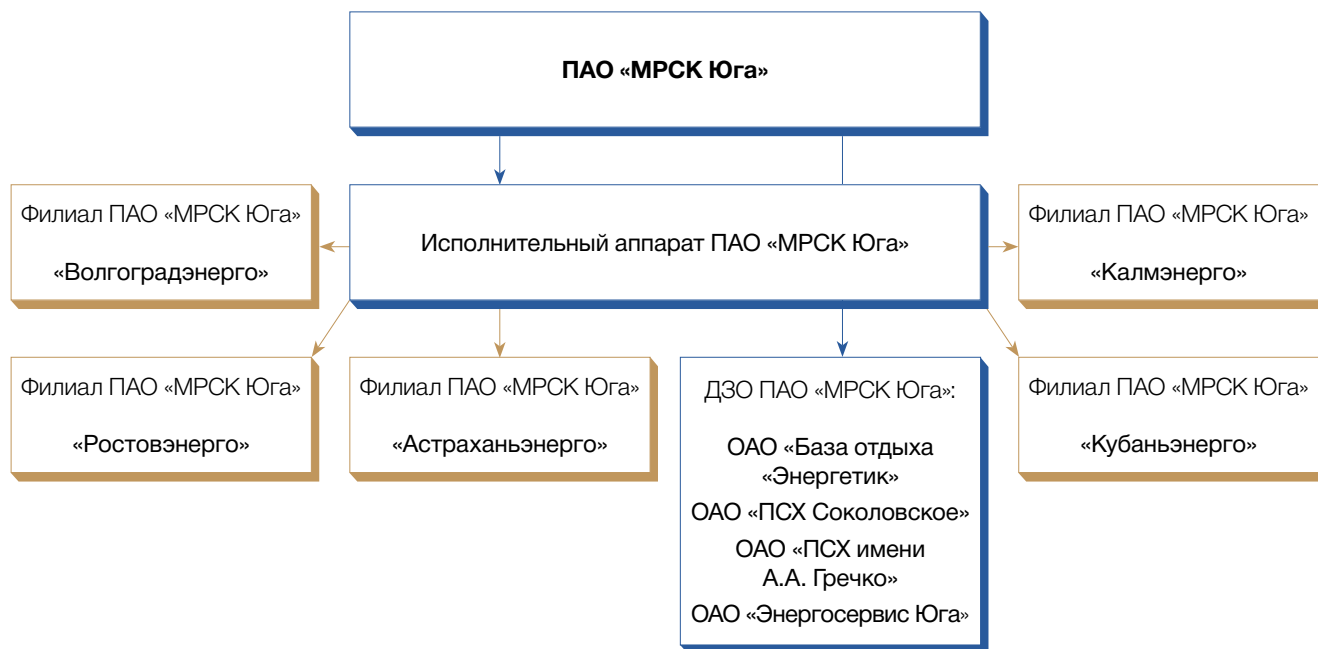 ПАО «МРСК Юга»
Филиал ПАО «МРСК Юга»
«Волгоградэнерго»
Исполнительный аппарат ПАО «МРСК Юга»
Филиал ПАО «МРСК Юга»
«Калмэнерго»
Филиал ПАО «МРСК Юга»
«Ростовэнерго»
Филиал ПАО «МРСК Юга»
«Астраханьэнерго»
ДЗО ПАО «МРСК Юга»:
ОАО «База отдыха
«Энергетик»
ОАО «ПСХ Соколовское»
ОАО «ПСХ имени
А.А. Гречко»
ОАО «Энергосервис Юга»
Филиал ПАО «МРСК Юга»
«Кубаньэнерго»